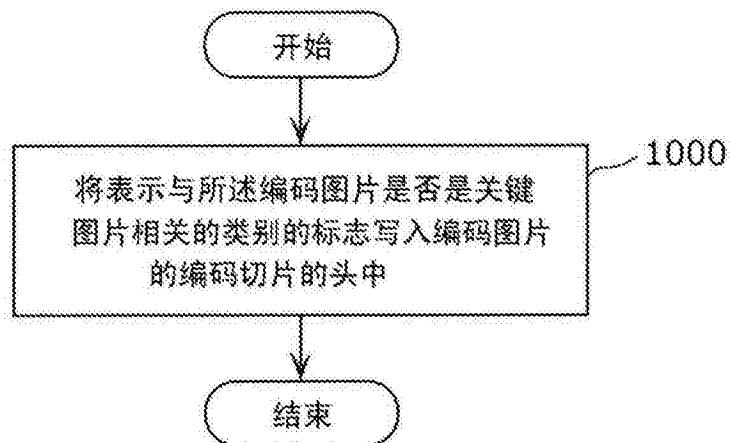 开始
1000
将表示与所述编码图片是否是关键
图片相关的类别的标志写入编码图片
的编码切片的头中
结束